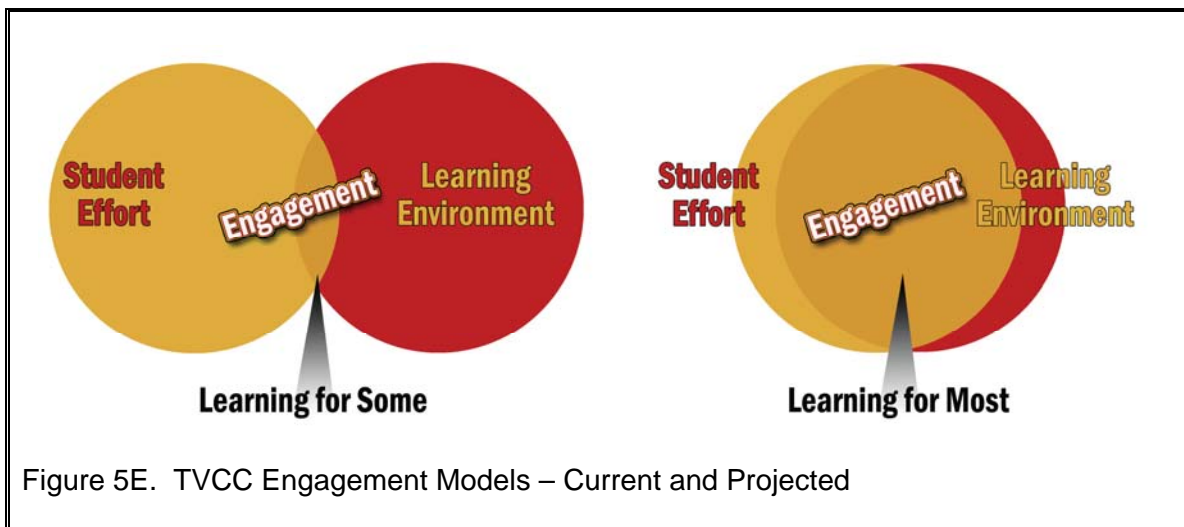 Student
Effort
Engagement
Learning
Environment
Learning for Some
Student
Effort
Engagement
Learning
Environment
Learning for Most
Figure 5E. TVCC Engagement Models – Current and Projected